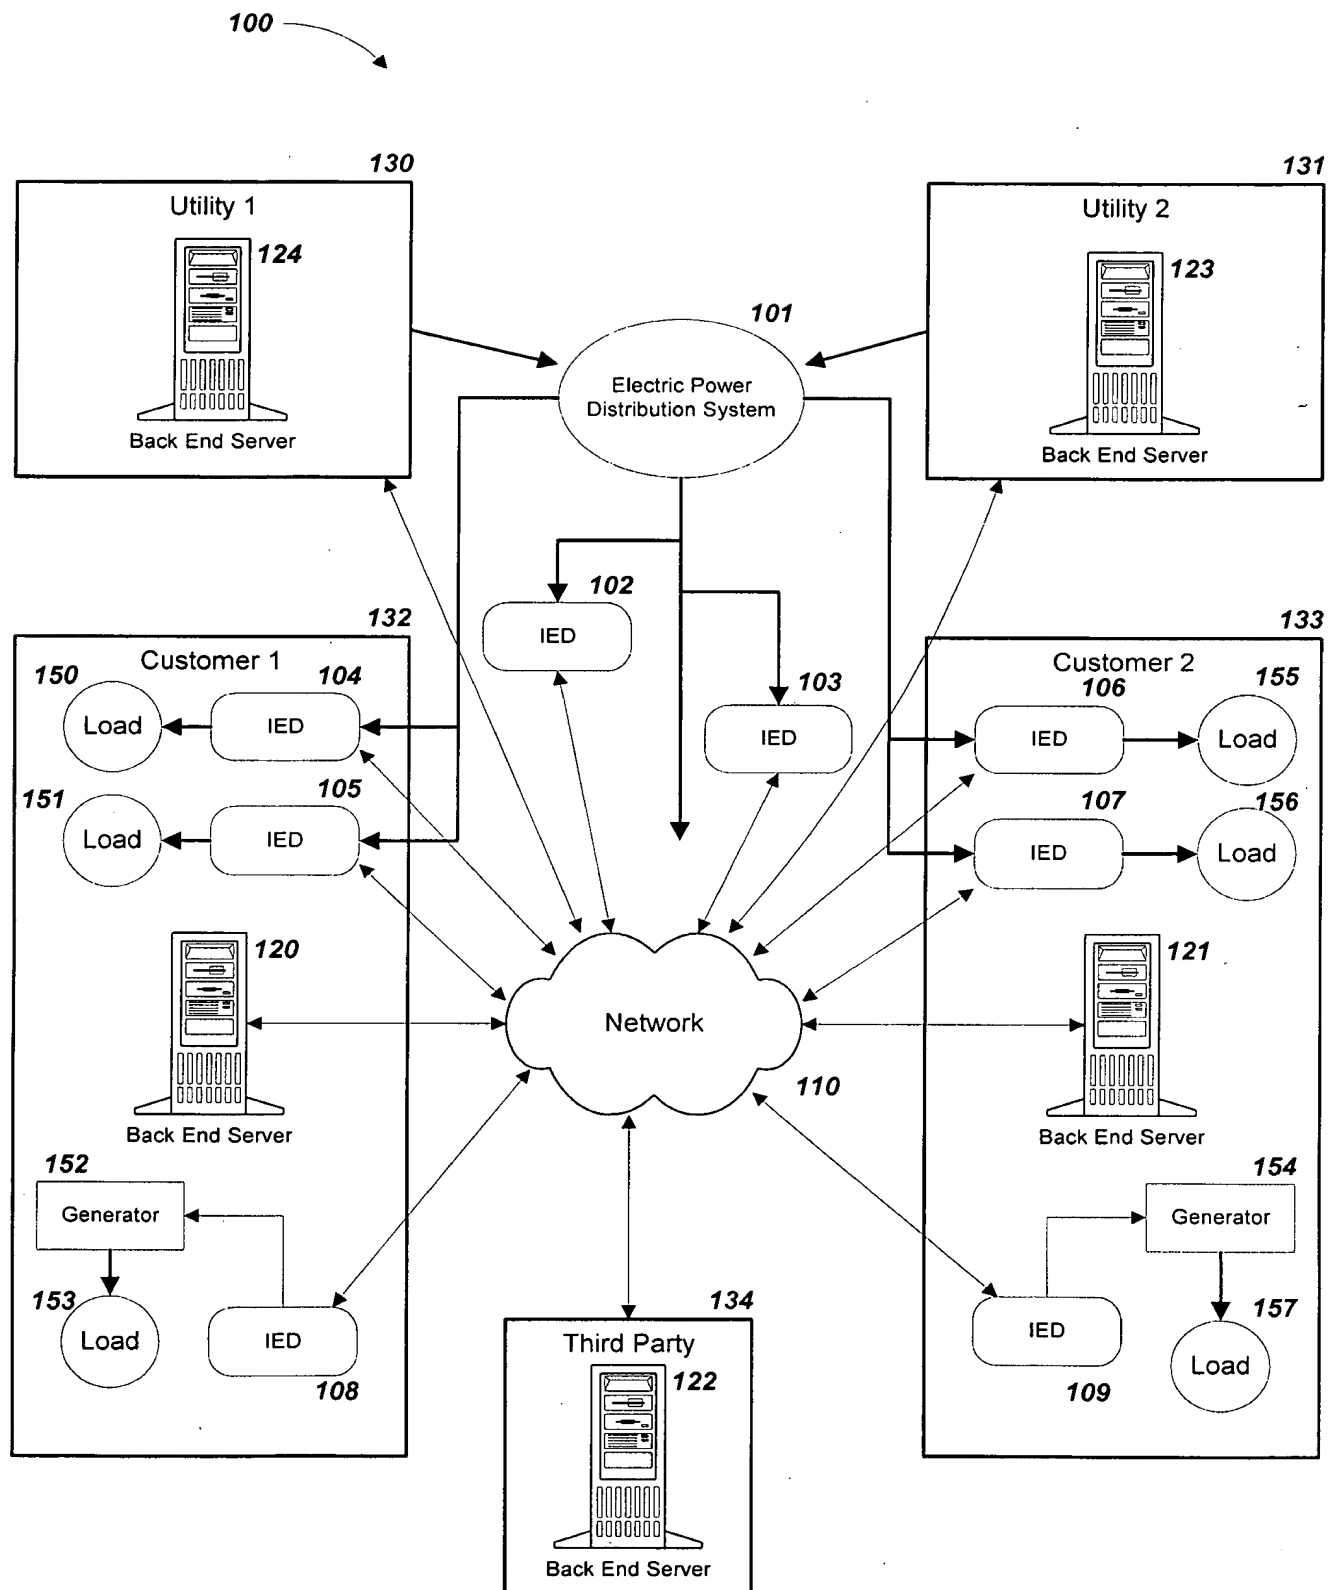 100
130
131
Utility 1
Utility 2
124
123
Back End Server
Back End Server
101
Electric Power
Distribution System
102
IED
103
IED
132
Customer 1
150
Load
104
IED
151
Load
105
IED
120
Back End Server
152
Generator
153
Load
IED
108
133
Customer 2
106
IED
155
Load
107
IED
156
Load
121
Back End Server
154
Generator
IED
109
157
Load
Network
110
134
Third Party
122
Back End Server